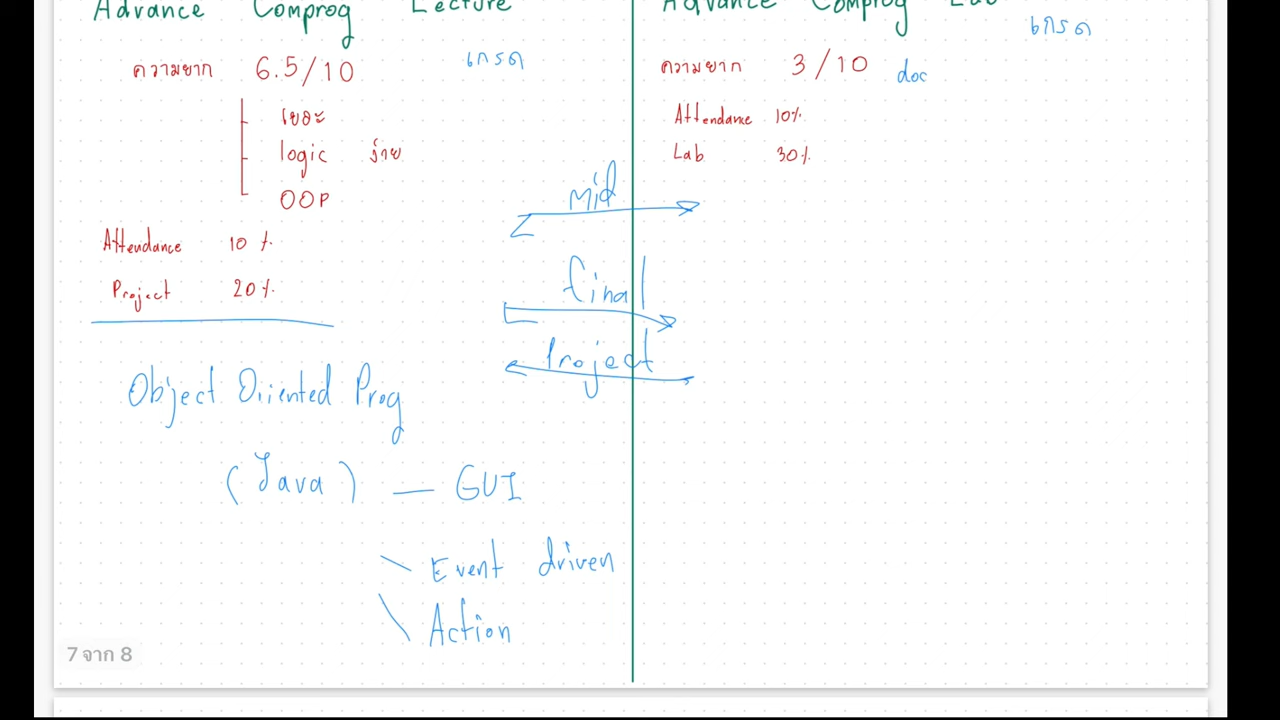 Advance Comprog Lecture
เกรด
ความยาก 6.5/10
เยอะ
logic ง่าย
OOP
Attendance 10 %
Project 20 %
Object Oriented Prog
(Java) — GUI
Event driven
Action
mid
final
Project
Advance Comprog Lab
เกรด
ความยาก 3/10 doc
Attendance 10%
Lab 30%
7 จาก 8